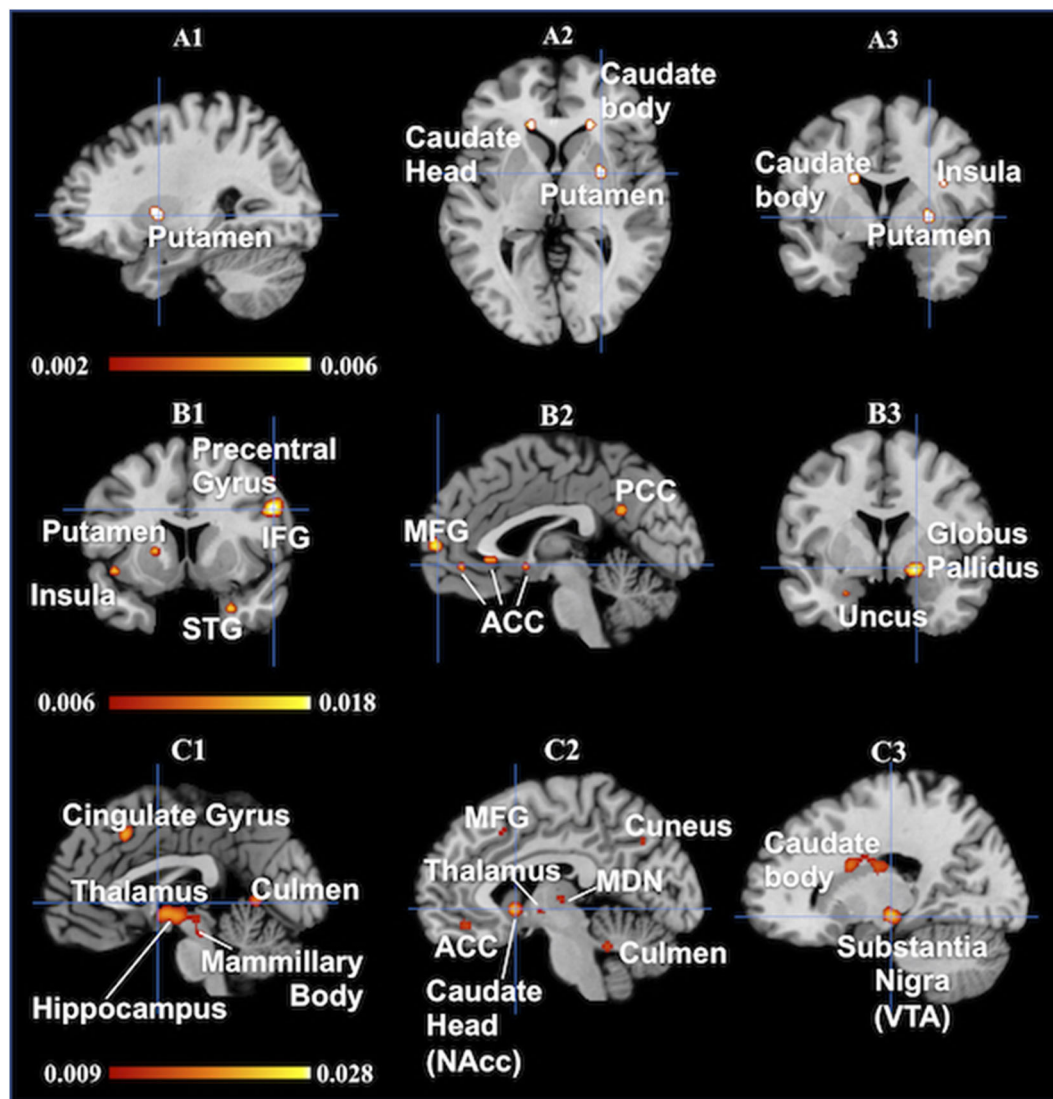 A1
A2
A3
Caudate
body
Caudate
Head
Putamen
Putamen
Caudate
body
Insula
Putamen
0.002
0.006
B1
B2
B3
Precentral
Gyrus
Putamen
IFG
Insula
STG
PCC
MFG
ACC
Globus
Pallidus
Uncus
0.006
0.018
C1
C2
C3
Cingulate Gyrus
Thalamus
Culmen
Mammillary
Body
Hippocampus
MFG
Cuneus
Thalamus
MDN
ACC
Culmen
Caudate
Head
(NAcc)
Caudate
body
Substantia
Nigra
(VTA)
0.009
0.028